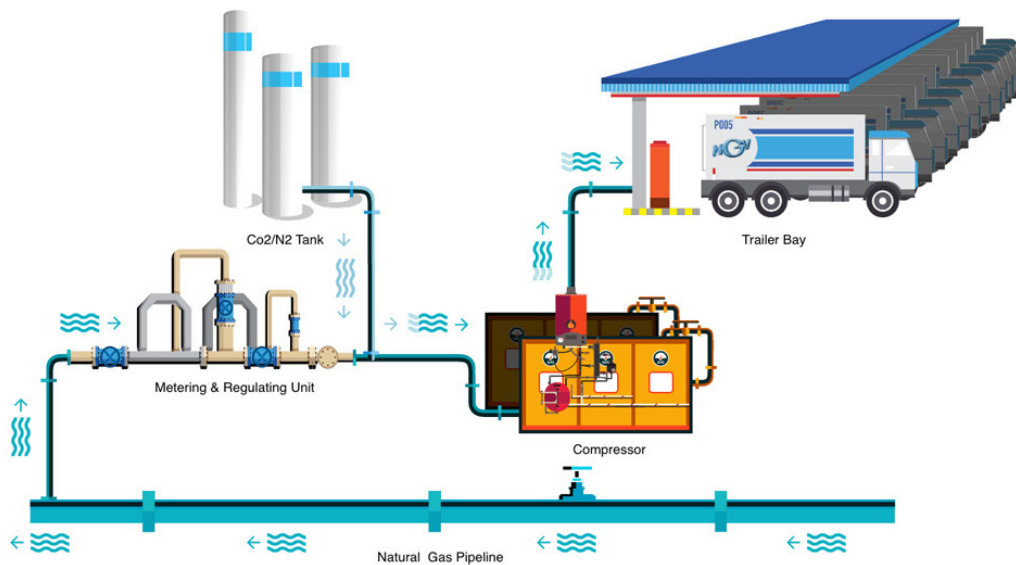 P005
NGV
Co2/N2 Tank
Trailer Bay
Metering & Regulating Unit
Compressor
Natural Gas Pipeline